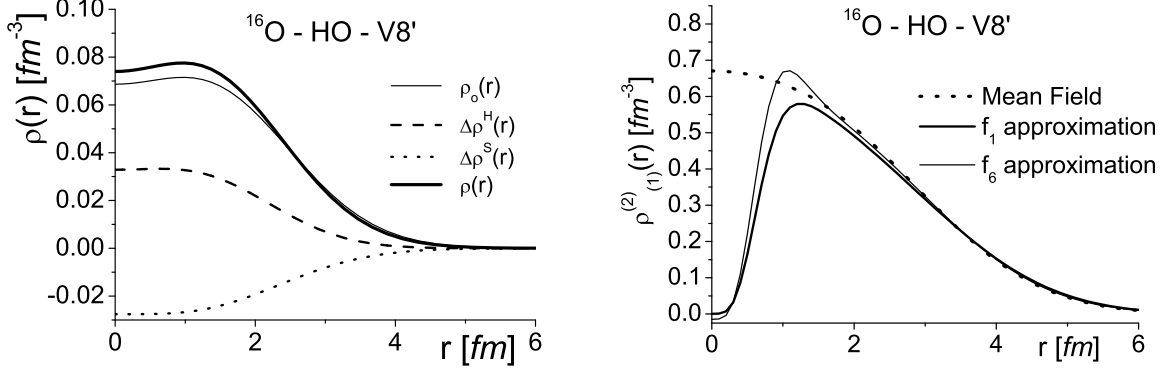 ¹⁶O - HO - V8'
ρ(r) [fm⁻³]
0.10
0.08
0.06
0.04
0.02
0.00
-0.02
ρₒ(r)
Δρᴴ(r)
Δρˢ(r)
ρ(r)
0 2 4 6
r [fm]
¹⁶O - HO - V8'
ρ⁽²⁾₍₁₎(r) [fm⁻³]
0.8
0.7
0.6
0.5
0.4
0.3
0.2
0.1
0.0
Mean Field
f₁ approximation
f₆ approximation
0 2 4 6
r [fm]